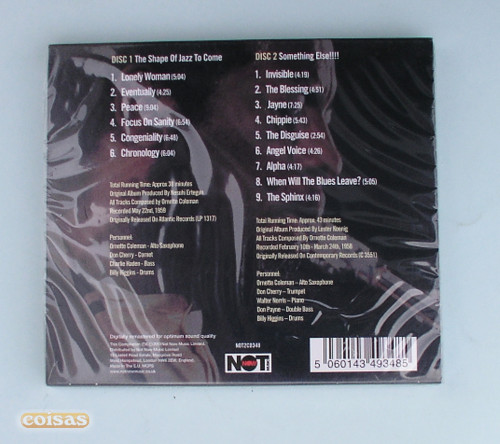 DISC 1 The Shape Of Jazz To Come
1. Lonely Woman (5:04)
2. Eventually (4:25)
3. Peace (9:04)
4. Focus On Sanity (6:54)
5. Congeniality (6:48)
6. Chronology (6:04)
Total Running Time: Approx 38 minutes
Original Album Produced By Nesuhi Ertegun
All Tracks Composed By Ornette Coleman
Recorded May 22nd, 1959
Originally Released On Atlantic Records (LP 1317)
Personnel:
Ornette Coleman - Alto Saxophone
Don Cherry - Cornet
Charlie Haden - Bass
Billy Higgins - Drums
DISC 2 Something Else!!!!
1. Invisible (4:19)
2. The Blessing (4:51)
3. Jayne (7:25)
4. Chippie (5:43)
5. The Disguise (2:54)
6. Angel Voice (4:26)
7. Alpha (4:17)
8. When Will The Blues Leave? (5:05)
9. The Sphinx (4:16)
Total Running Time: Approx. 43 minutes
Original Album Produced By Lester Koenig
All Tracks Composed By Ornette Coleman
Recorded February 10th - March 24th, 1958
Originally Released On Contemporary Records (C 3551)
Personnel:
Ornette Coleman – Alto Saxophone
Don Cherry – Trumpet
Walter Norris – Piano
Don Payne – Double Bass
Billy Higgins – Drums
Digitally remastered for optimum sound quality
NOT2CD348
NOT
5 060143 493485
coisas